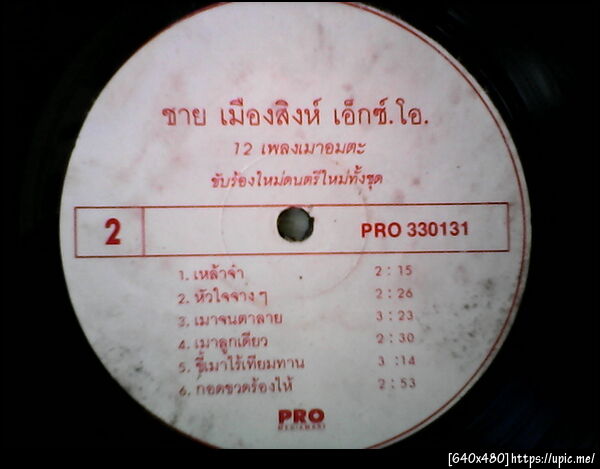 ชาย เมืองสิงห์ เอ็กซ์.โอ.
12 เพลงเมาอมตะ
ขับร้องใหม่ดนตรีใหม่ทั้งชุด
2 PRO 330131
1. เหล้าจ๋า 2 : 15
2. หัวใจจาง ๆ 2 : 26
3. เมาจนตาลาย 3 : 23
4. เมาลูกเดียว 2 : 30
5. ขี้เมาไร้เทียมทาน 3 :14
6. กอดขวดร้องให้ 2 : 53
PRO
MEDIAMART
[640x480]https://upic.me/